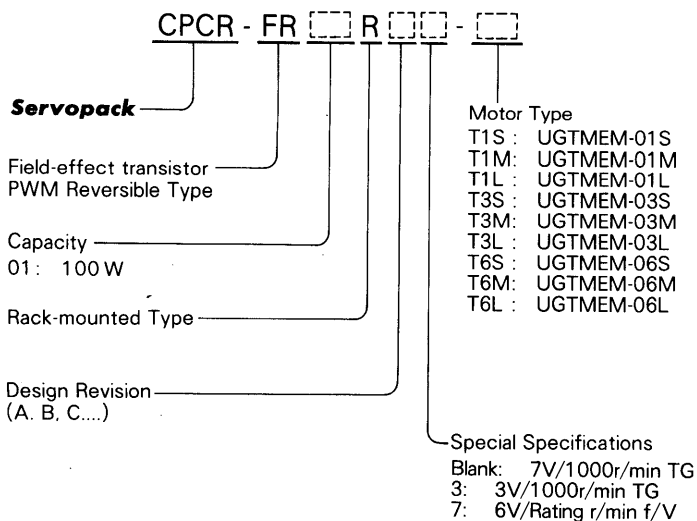 CPCR - FR R -
Servopack
Field-effect transistor
PWM Reversible Type
Capacity
01 : 100 W
Rack-mounted Type
Design Revision
(A. B, C....)
Motor Type
T1S : UGTMEM-01S
T1M: UGTMEM-01M
T1L : UGTMEM-01L
T3S : UGTMEM-03S
T3M: UGTMEM-03M
T3L : UGTMEM-03L
T6S : UGTMEM-06S
T6M: UGTMEM-06M
T6L : UGTMEM-06L
Special Specifications
Blank: 7V/1000r/min TG
3: 3V/1000r/min TG
7: 6V/Rating r/min f/V